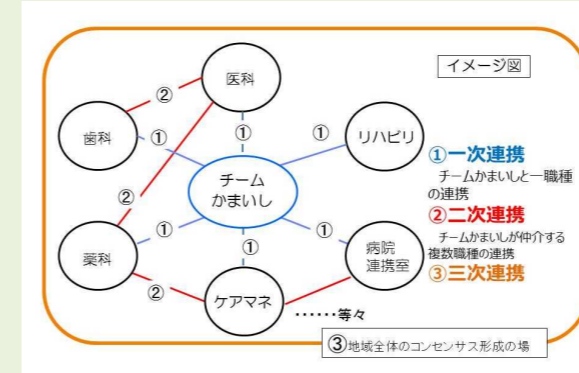 イメージ図
医科
②
歯科
①
①
①
リハビリ
チーム
かまいし
①一次連携
チームかまいしと一職種
の連携
②
②二次連携
チームかまいしが仲介する
複数職種の連携
③三次連携
①
①
①
薬科
病院
連携室
②
ケアマネ
……等々
③地域全体のコンセンサス形成の場